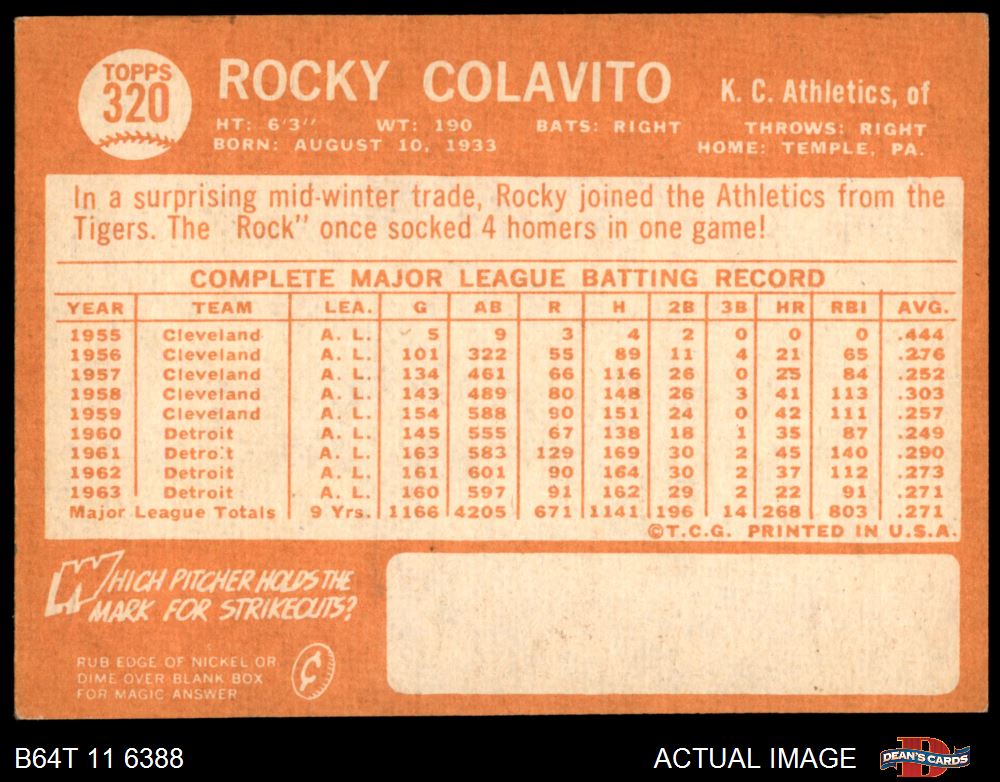 TOPPS
320
ROCKY COLAVITO
K. C. Athletics, of
HT: 6'3" WT: 190 BATS: RIGHT THROWS: RIGHT
BORN: AUGUST 10, 1933 HOME: TEMPLE, PA.
In a surprising mid-winter trade, Rocky joined the Athletics from the
Tigers. The Rock" once socked 4 homers in one game!
COMPLETE MAJOR LEAGUE BATTING RECORD
YEAR TEAM LEA. G AB R H 2B 3B HR RBI AVG.
1955 Cleveland A. L. 5 9 3 4 2 0 0 0 .444
1956 Cleveland A. L. 101 322 55 89 11 4 21 65 .276
1957 Cleveland A. L. 134 461 66 116 26 0 25 84 .252
1958 Cleveland A. L. 143 489 80 148 26 3 41 113 .303
1959 Cleveland A. L. 154 588 90 151 24 0 42 111 .257
1960 Detroit A. L. 145 555 67 138 18 1 35 87 .249
1961 Detroit A. L. 163 583 129 169 30 2 45 140 .290
1962 Detroit A. L. 161 601 90 164 30 2 37 112 .273
1963 Detroit A. L. 160 597 91 162 29 2 22 91 .271
Major League Totals 9 Yrs. 1166 4205 671 1141 196 14 268 803 .271
©T.C.G. PRINTED IN U.S.A.
WHICH PITCHER HOLDS THE
MARK FOR STRIKEOUTS?
RUB EDGE OF NICKEL OR
DIME OVER BLANK BOX
FOR MAGIC ANSWER
B64T 11 6388 ACTUAL IMAGE DEAN'S CARDS